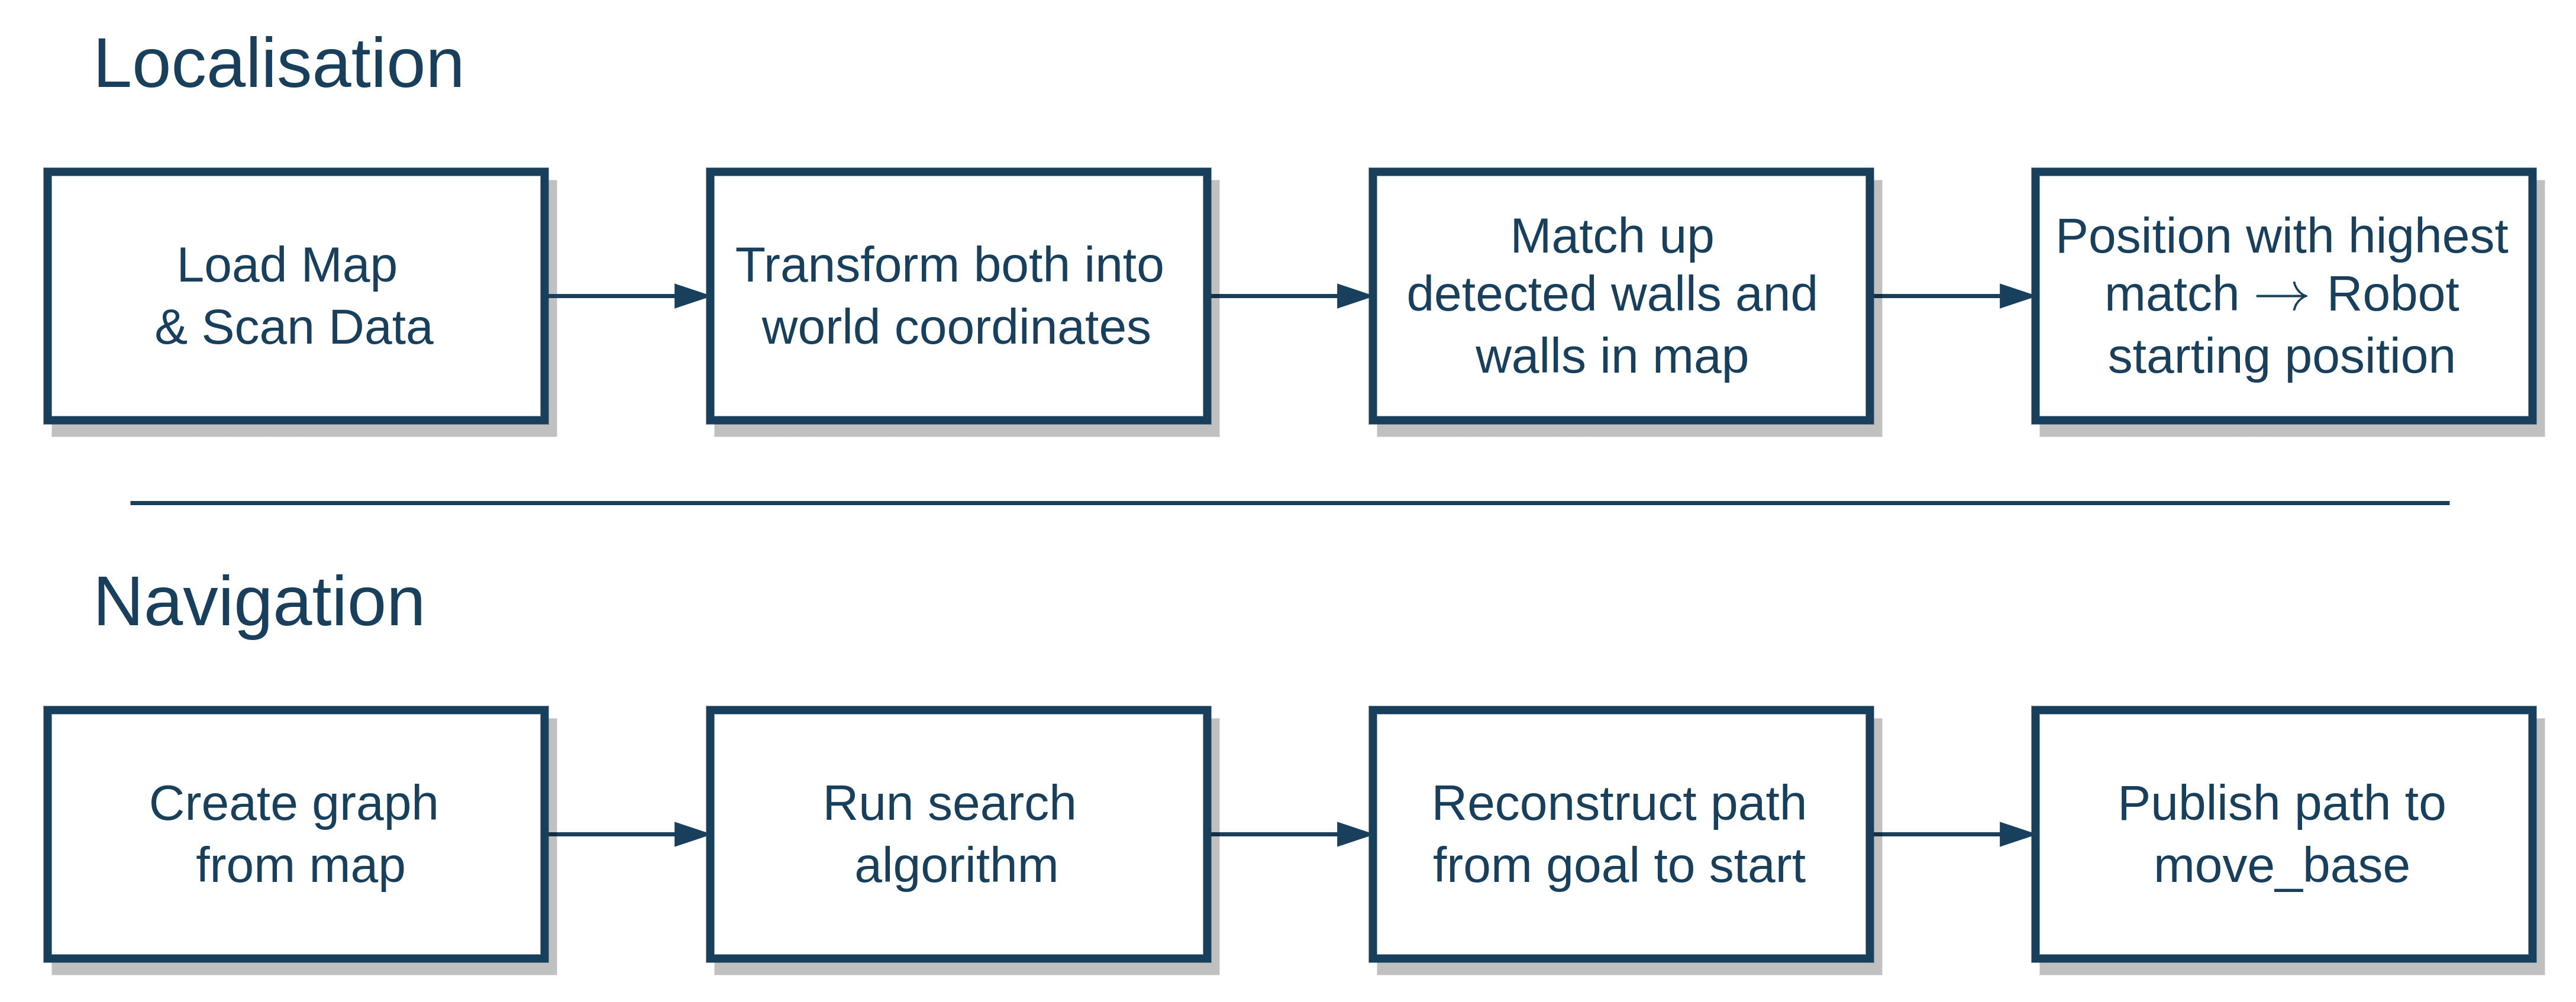 Localisation
Load Map
& Scan Data
Transform both into
world coordinates
Match up
detected walls and
walls in map
Position with highest
match → Robot
starting position
Navigation
Create graph
from map
Run search
algorithm
Reconstruct path
from goal to start
Publish path to
move_base